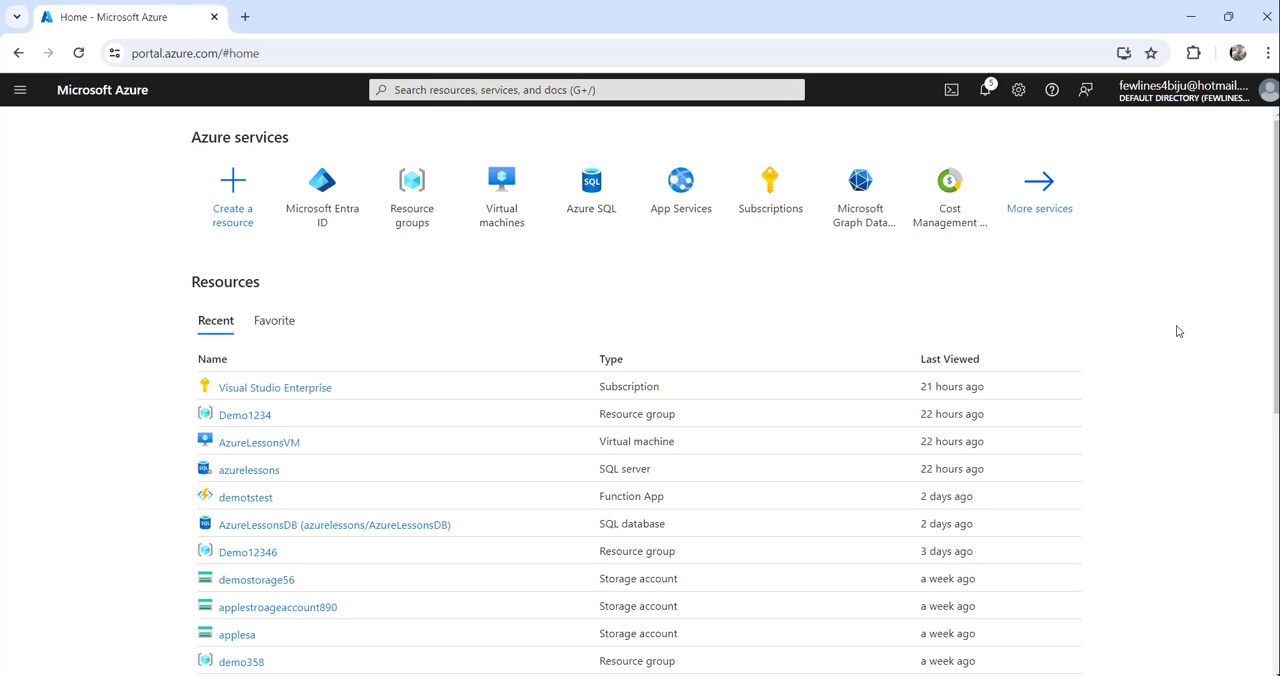 Home - Microsoft Azure
portal.azure.com/#home
Microsoft Azure
Search resources, services, and docs (G+/)
5
fewlines4biju@hotmail....
DEFAULT DIRECTORY (FEWLINES...
Azure services
Create a resource
Microsoft Entra ID
Resource groups
Virtual machines
SQL
Azure SQL
App Services
Subscriptions
Microsoft Graph Data...
Cost Management ...
More services
Resources
Recent Favorite
Name Type Last Viewed
Visual Studio Enterprise Subscription 21 hours ago
Demo1234 Resource group 22 hours ago
AzureLessonsVM Virtual machine 22 hours ago
azurelessons SQL server 22 hours ago
demotstest Function App 2 days ago
AzureLessonsDB (azurelessons/AzureLessonsDB) SQL database 2 days ago
Demo12346 Resource group 3 days ago
demostorage56 Storage account a week ago
applestroageaccount890 Storage account a week ago
applesa Storage account a week ago
demo358 Resource group a week ago